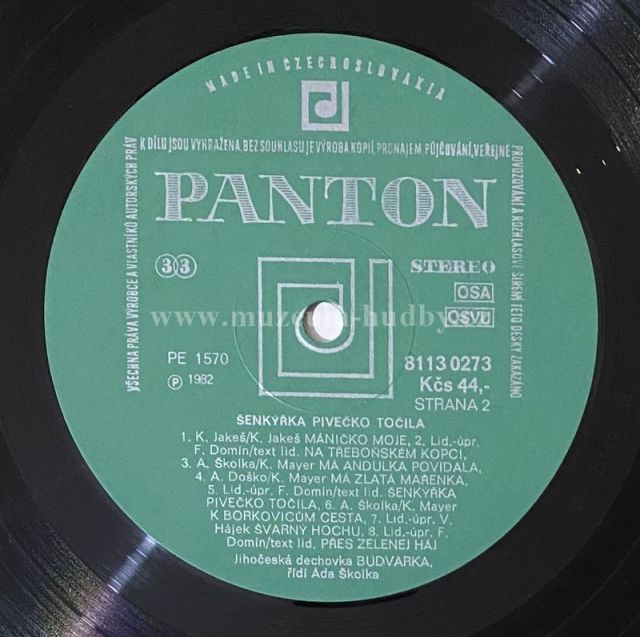 MADE IN CZECHOSLOVAKIA
VŠECHNA PRÁVA VÝROBCE A VLASTNÍKŮ AUTORSKÝCH PRÁV
K DÍLU JSOU VYHRAŽENA. BEZ SOUHLASU JE VÝROBA KOPIÍ, PRONÁJEM, PŮJČOVÁNÍ, VEŘEJNÉ
PROVOZOVÁNÍ A ROZHLASOVÉ ŠÍŘENÍ TÉTO DESKY ZAKÁZÁNO
PANTON
33
STEREO
OSA
OSVU
www.muzeum-hudby
PE 1570
℗ 1982
8113 0273
Kčs 44,-
STRANA 2
ŠENKÝŘKA PIVEČKO TOČILA
1. K. Jakeš/K. Jakeš MÁNIČKO MOJE, 2. Lid.-úpr.
F. Domín/text lid. NA TŘEBOŇSKÉM KOPCI,
3. A. Školka/K. Mayer MÁ ANDULKA POVÍDALA,
4. A. Doško/K. Mayer MÁ ZLATÁ MAŘENKA,
5. Lid.-úpr. F. Domín/text lid. ŠENKÝŘKA
PIVEČKO TOČILA, 6. A. Školka/K. Mayer
K BORKOVICŮM CESTA, 7. Lid.-úpr. V.
Hájek ŠVARNÝ HOCHU, 8. Lid.-úpr. F.
Domín/text lid. PŘES ZELENEJ HÁJ
Jihočeská dechovka BUDVARKA,
řídí Áda Školka